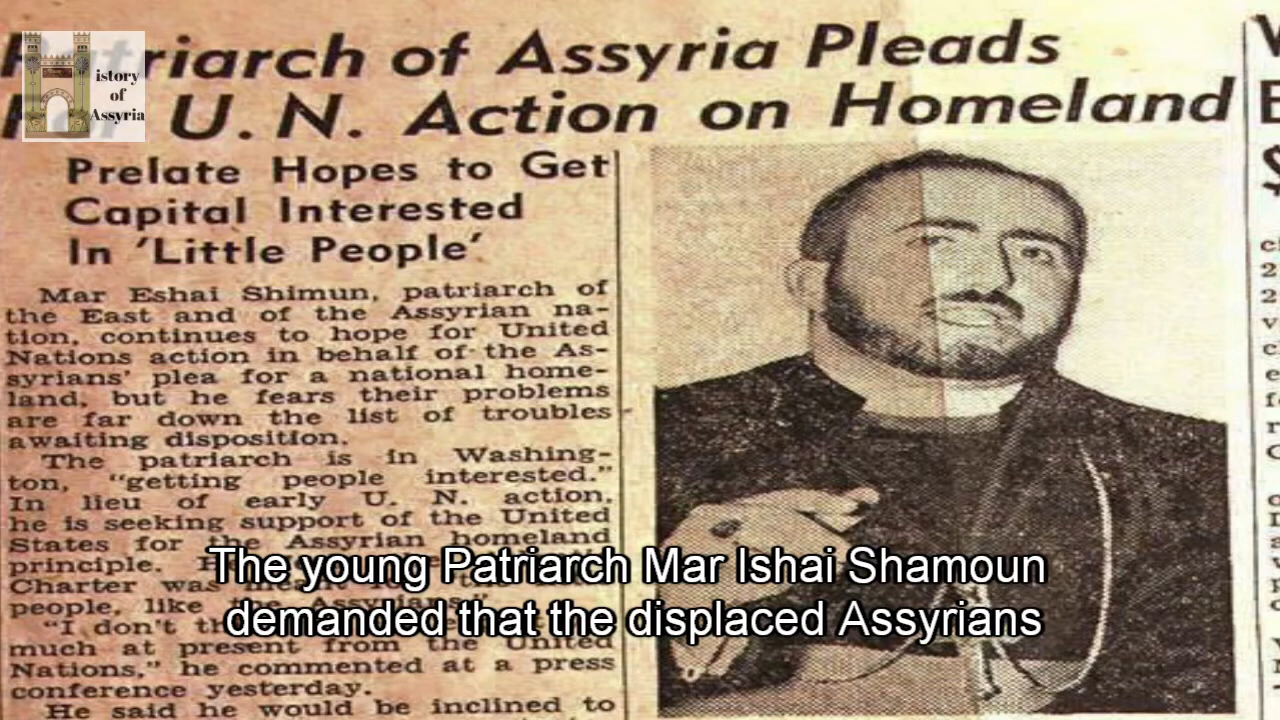 istory
of
Assyria
riarch of Assyria Pleads
U. N. Action on Homeland
Prelate Hopes to Get
Capital Interested
In 'Little People'
Mar Eshai Shimun, patriarch of
the East and of the Assyrian na-
tion, continues to hope for United
Nations action in behalf of the As-
syrians' plea for a national home-
land, but he fears their problems
are far down the list of troubles
awaiting disposition.
The patriarch is in Washing-
ton, "getting people interested."
In lieu of early U. N. action,
he is seeking support of the United
States for the Assyrian homeland
principle.
Charter was
people, like
"I don't
much at present from the United
Nations," he commented at a press
conference yesterday.
He said he would be inclined to
The young Patriarch Mar Ishai Shamoun
demanded that the displaced Assyrians